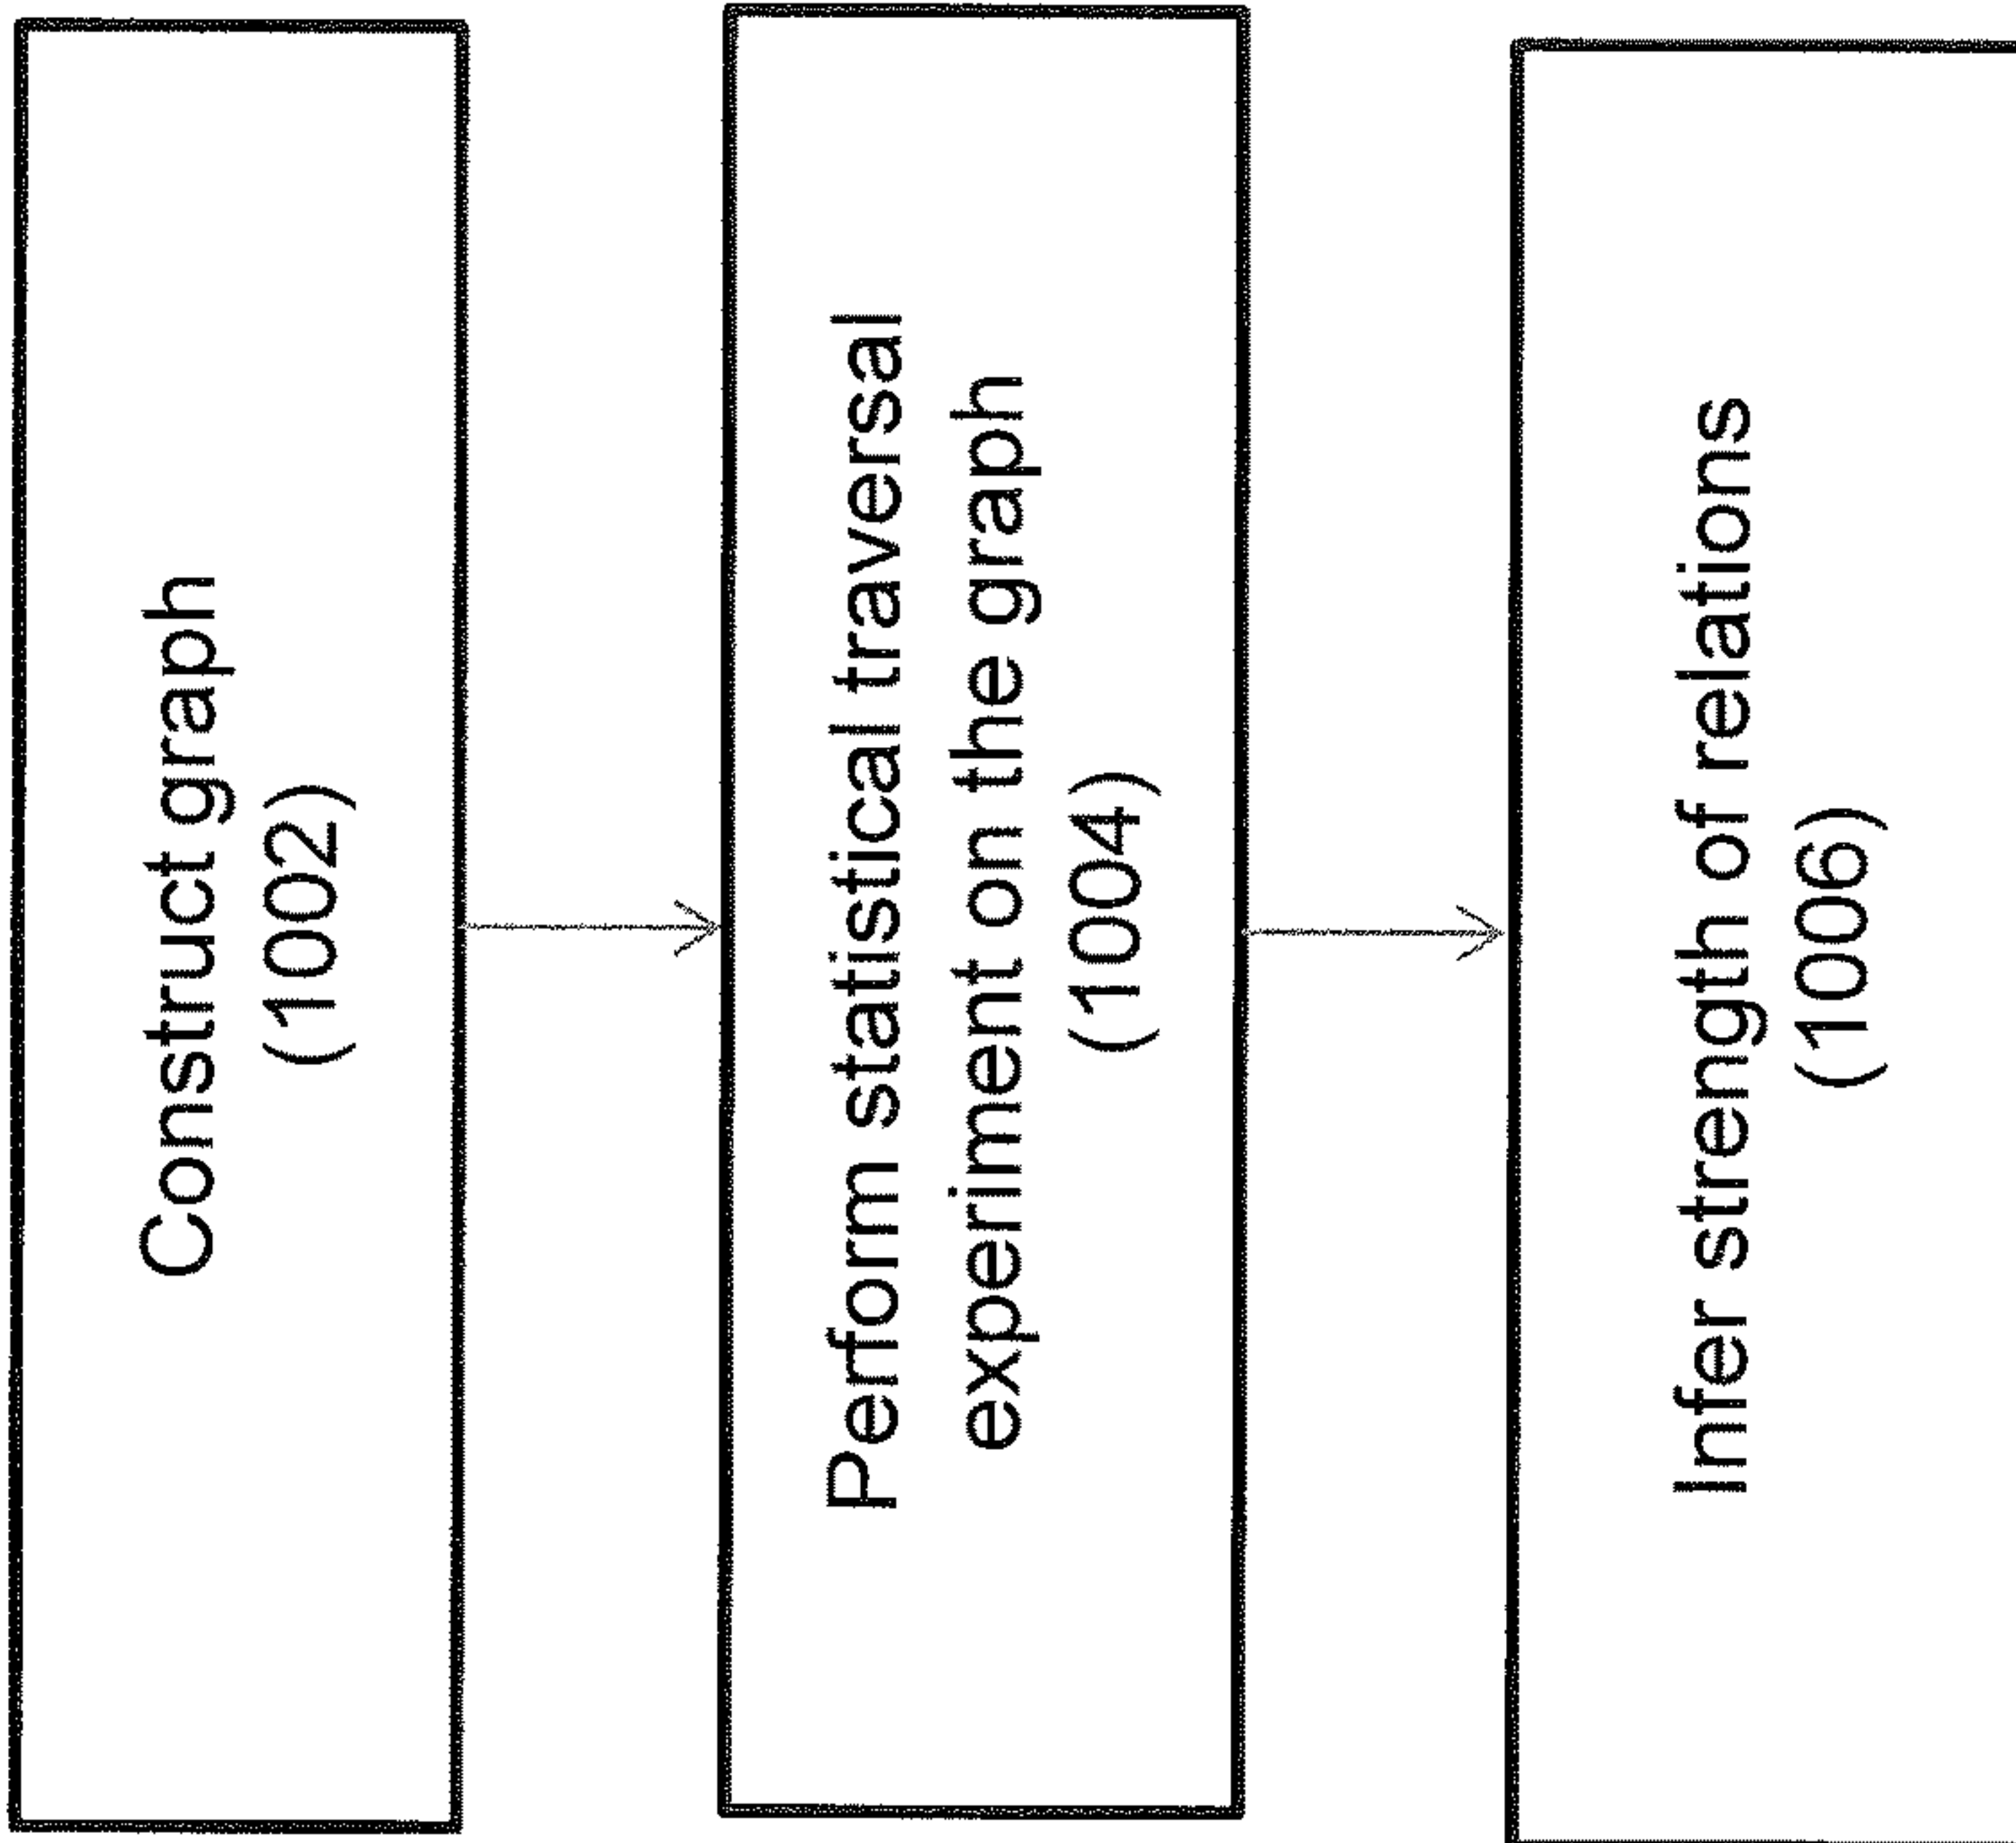 Construct graph
(1002)
Perform statistical traversal
experiment on the graph
(1004)
Infer strength of relations
(1006)